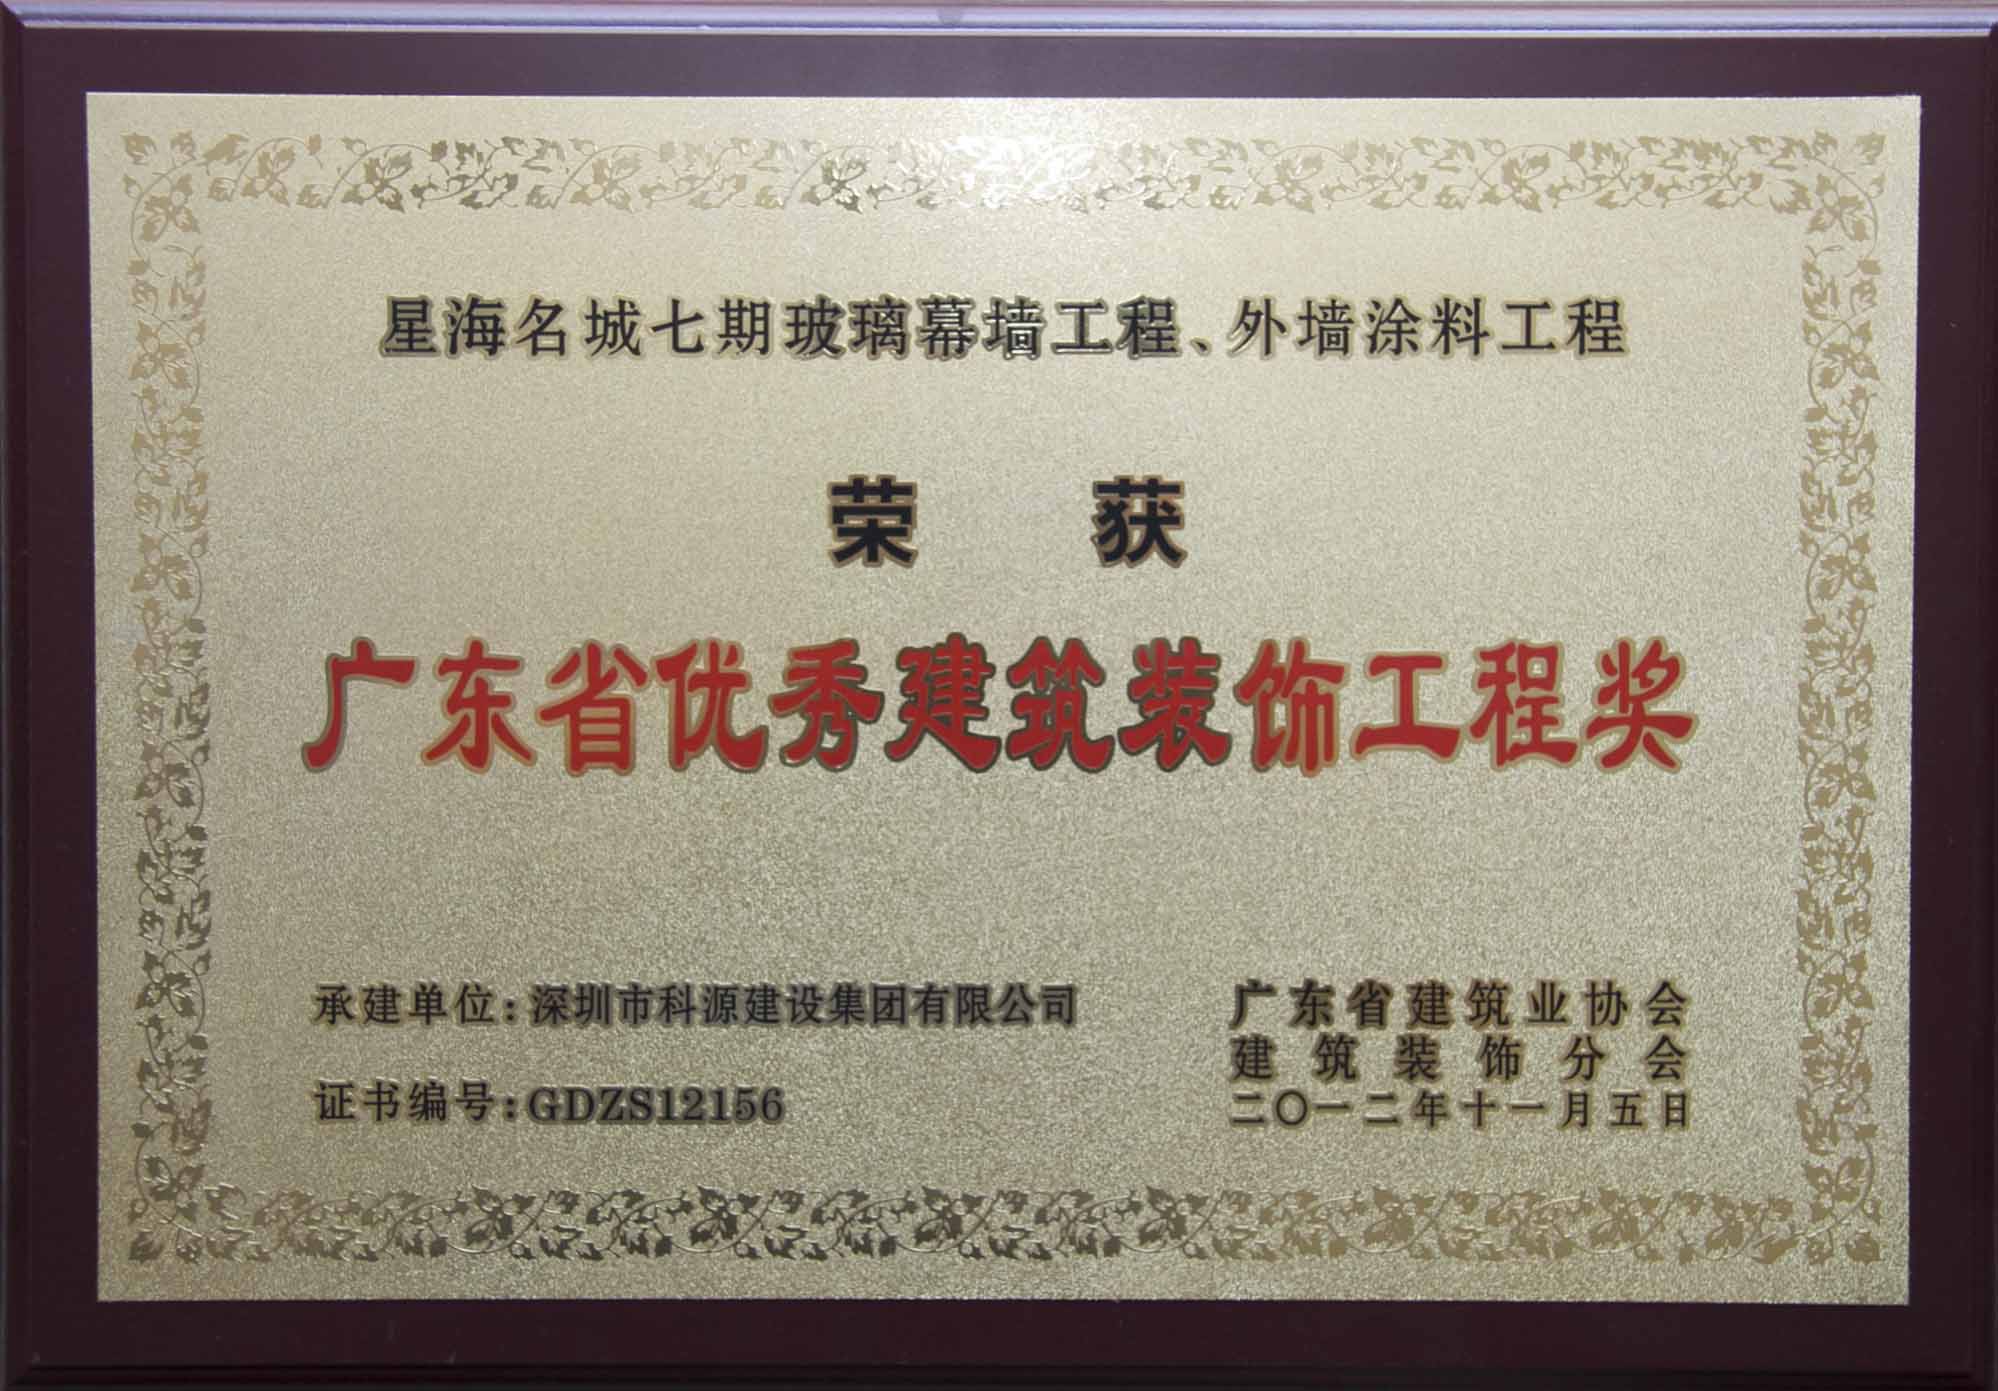 星海名城七期玻璃幕墙工程、外墙涂料工程
荣 获
广东省优秀建筑装饰工程奖
承建单位:深圳市科源建设集团有限公司
证书编号:GDZS12156
广东省建筑业协会
建筑装饰分会
二〇一二年十一月五日